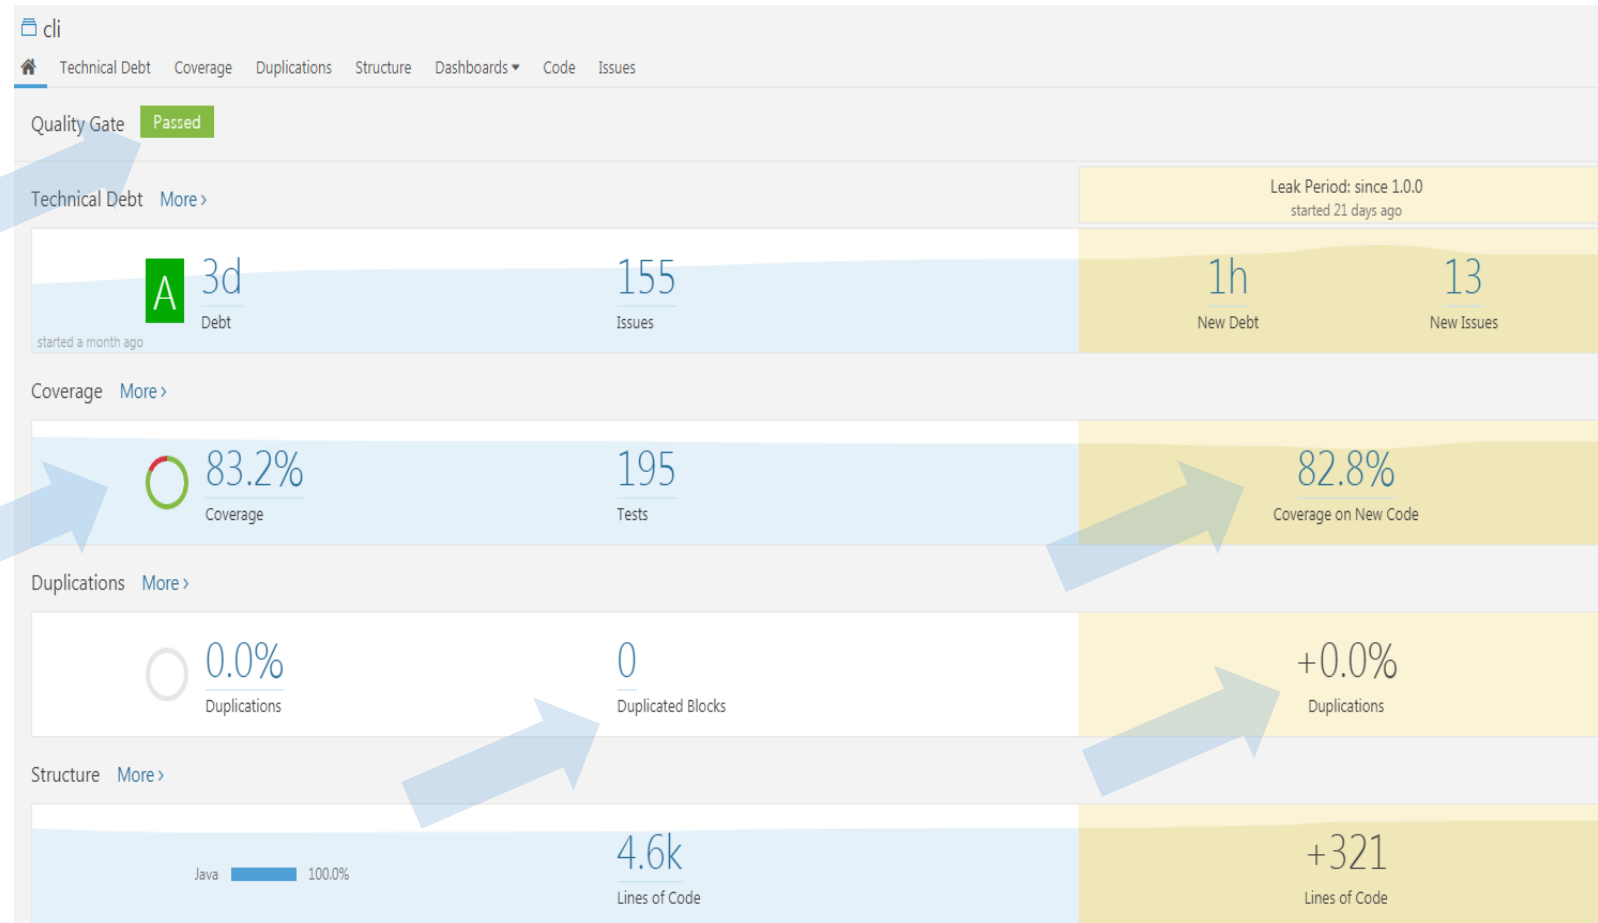 cli
Technical Debt Coverage Duplications Structure Dashboards Code Issues
Quality Gate Passed
Technical Debt More >
Leak Period: since 1.0.0
started 21 days ago
A 3d 155 1h 13
Debt Issues New Debt New Issues
started a month ago
Coverage More >
83.2% 195 82.8%
Coverage Tests Coverage on New Code
Duplications More >
0.0% 0 +0.0%
Duplications Duplicated Blocks Duplications
Structure More >
4.6k +321
Java 100.0%
Lines of Code Lines of Code